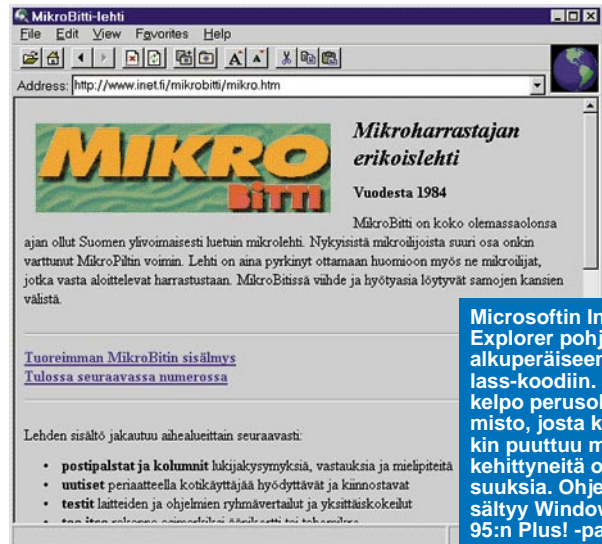 MikroBitti-lehti
File Edit View Favorites Help
Address: http://www.inet.fi/mikrobitti/mikro.htm
MIKRO
BITTI
Mikroharrastajan
erikoislehti
Vuodesta 1984
MikroBitti on koko olemassaolonsa
ajan ollut Suomen ylivoimaisesti luetuin mikrolehti. Nykyisistä mikroilijoista suuri osa onkin
varttunut MikroPiltin voimin. Lehti on aina pyrkinyt ottamaan huomioon myös ne mikroilijat,
jotka vasta aloittelevat harrastustaan. MikroBitissä viihde ja hyötyasia löytyvät samojen kansien
välistä.
Tuoreimman MikroBitin sisälmys
Tulossa seuraavassa numerossa
Lehden sisältö jakautuu aihealueittain seuraavasti:
• postipalstat ja kolumnit lukijakysymyksiä, vastauksia ja mielipiteitä
• uutiset periaatteella kotikäyttäjää hyödyttävät ja kiinnostavat
• testit laitteiden ja ohjelmien ryhmävertailut ja yksittäiskokeilut
Microsoftin In
Explorer pohj
alkuperäiseen
lass-koodiin.
kelpo perusol
misto, josta k
kin puuttuu m
kehittyneitä o
suuksia. Ohje
sältyy Window
95:n Plus! -pa